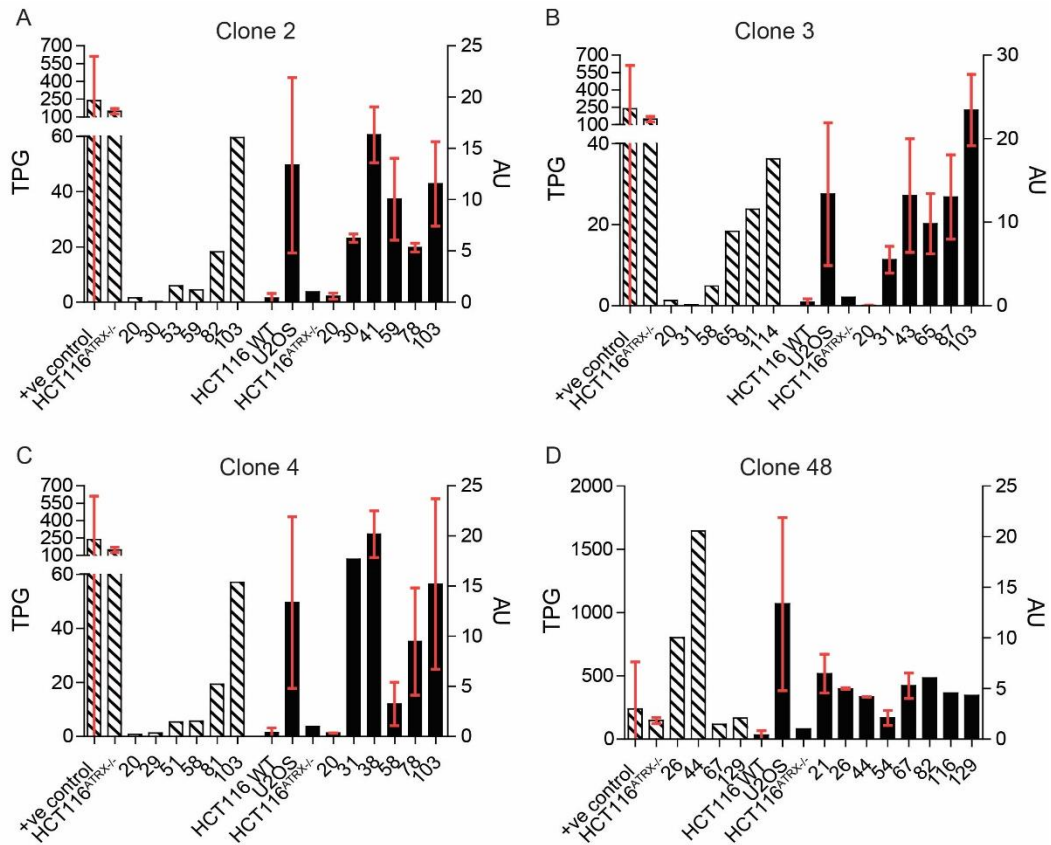 A
Clone 2
700
550
400
250
100
60
40
20
0
TPG
25
20
15
10
5
0
AU
+ve control
HCT116ATRX-/-
20
30
53
59
82
103
HCT116 WT
U2OS
HCT116ATRX-/-
20
30
41
59
78
103
B
Clone 3
700
550
400
250
100
40
20
0
TPG
30
20
10
0
AU
+ve control
HCT116ATRX-/-
20
31
58
65
91
114
HCT116 WT
U2OS
HCT116ATRX-/-
20
31
43
65
87
103
C
Clone 4
700
550
400
250
100
60
40
20
0
TPG
25
20
15
10
5
0
AU
+ve control
HCT116ATRX-/-
20
29
51
58
81
103
HCT116 WT
U2OS
HCT116ATRX-/-
20
31
38
58
78
103
D
Clone 48
2000
1500
1000
500
0
TPG
25
20
15
10
5
0
AU
+ve control
HCT116ATRX-/-
26
44
67
129
HCT116 WT
U2OS
HCT116ATRX-/-
21
26
44
54
67
82
116
129